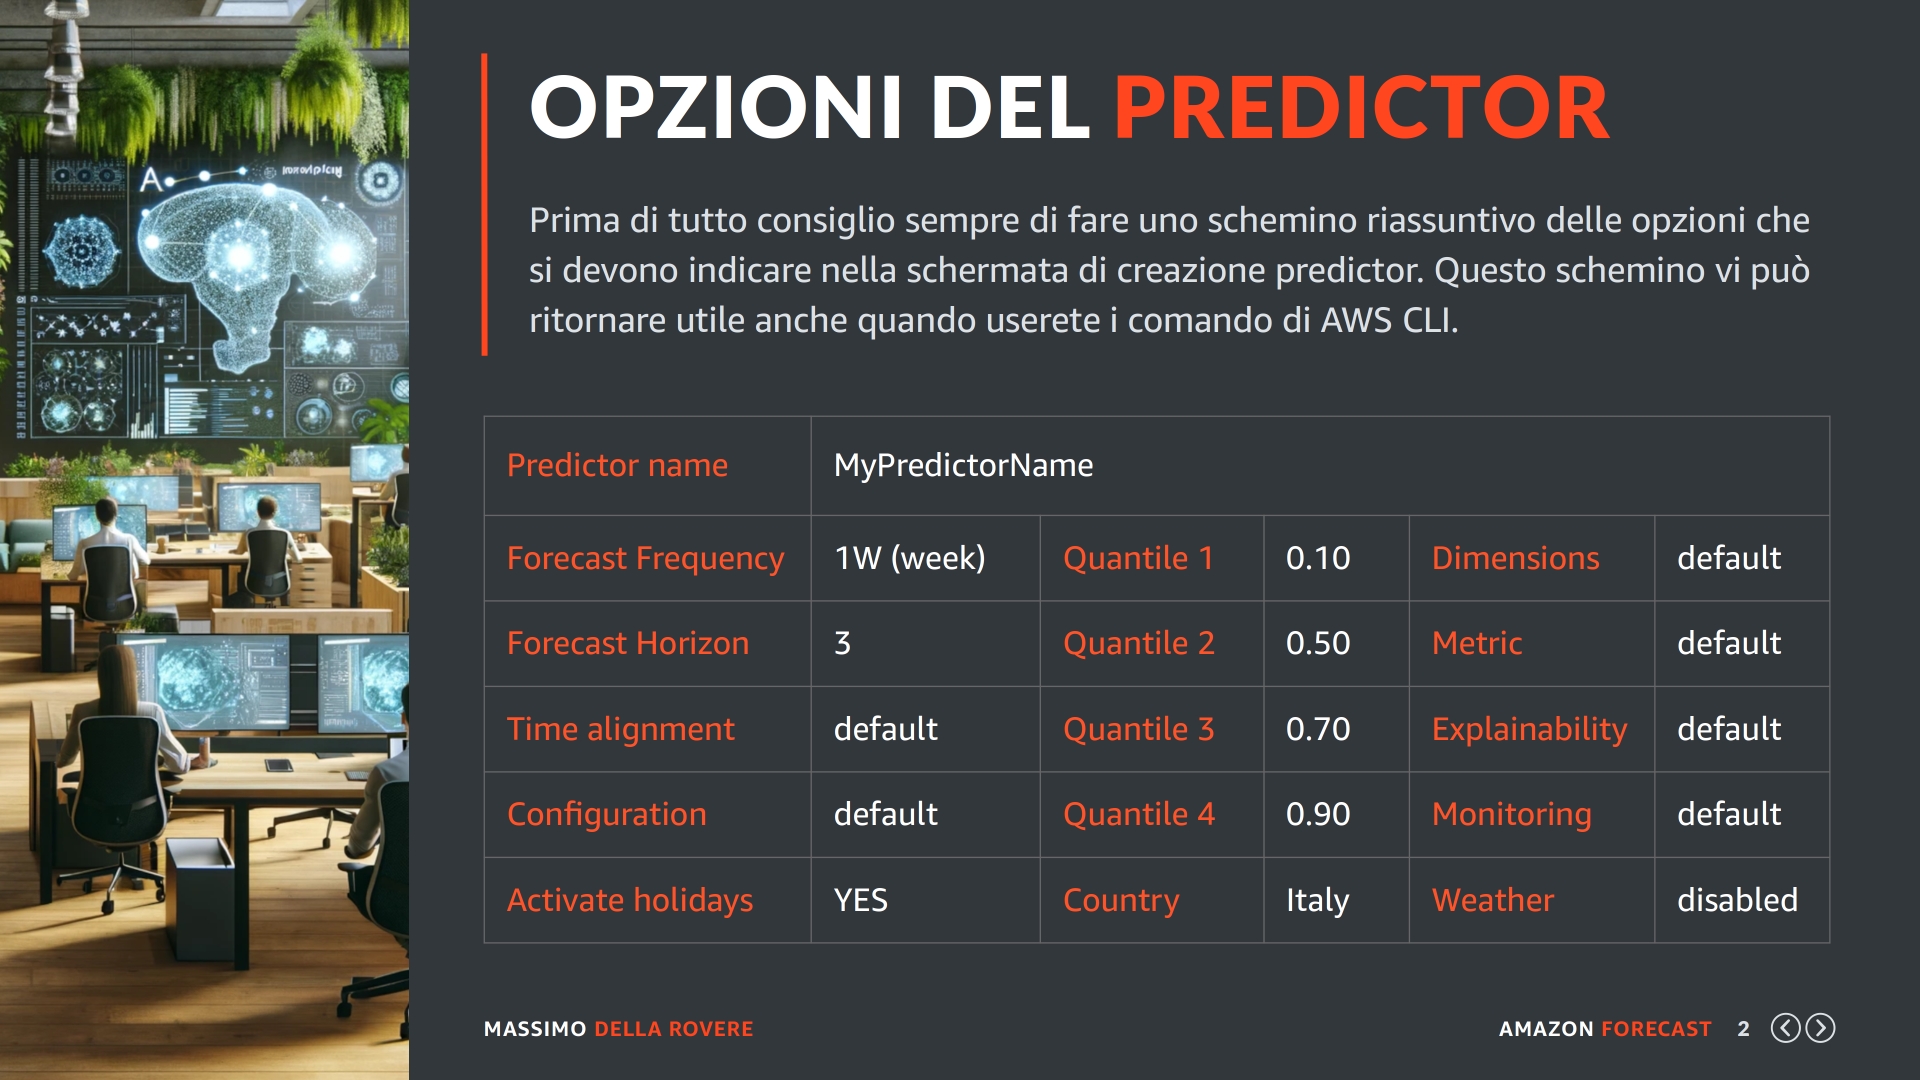 OPZIONI DEL PREDICTOR
Prima di tutto consiglio sempre di fare uno schemino riassuntivo delle opzioni che
si devono indicare nella schermata di creazione predictor. Questo schemino vi può
ritornare utile anche quando userete i comando di AWS CLI.
Predictor name MyPredictorName
Forecast Frequency 1W (week) Quantile 1 0.10 Dimensions default
Forecast Horizon 3 Quantile 2 0.50 Metric default
Time alignment default Quantile 3 0.70 Explainability default
Configuration default Quantile 4 0.90 Monitoring default
Activate holidays YES Country Italy Weather disabled
MASSIMO DELLA ROVERE
AMAZON FORECAST 2